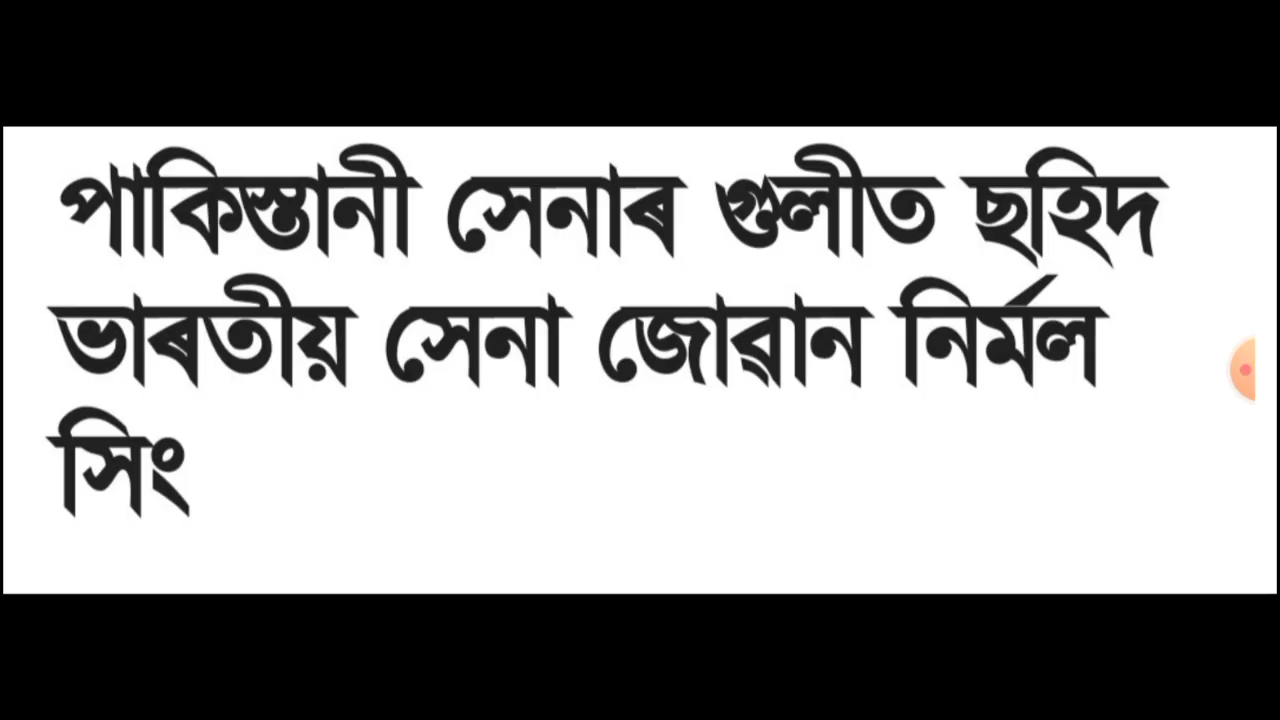 পাকিস্তানী সেনাৰ গুলীত ছহিদ
ভাৰতীয় সেনা জোৱান নিৰ্মল
সিং